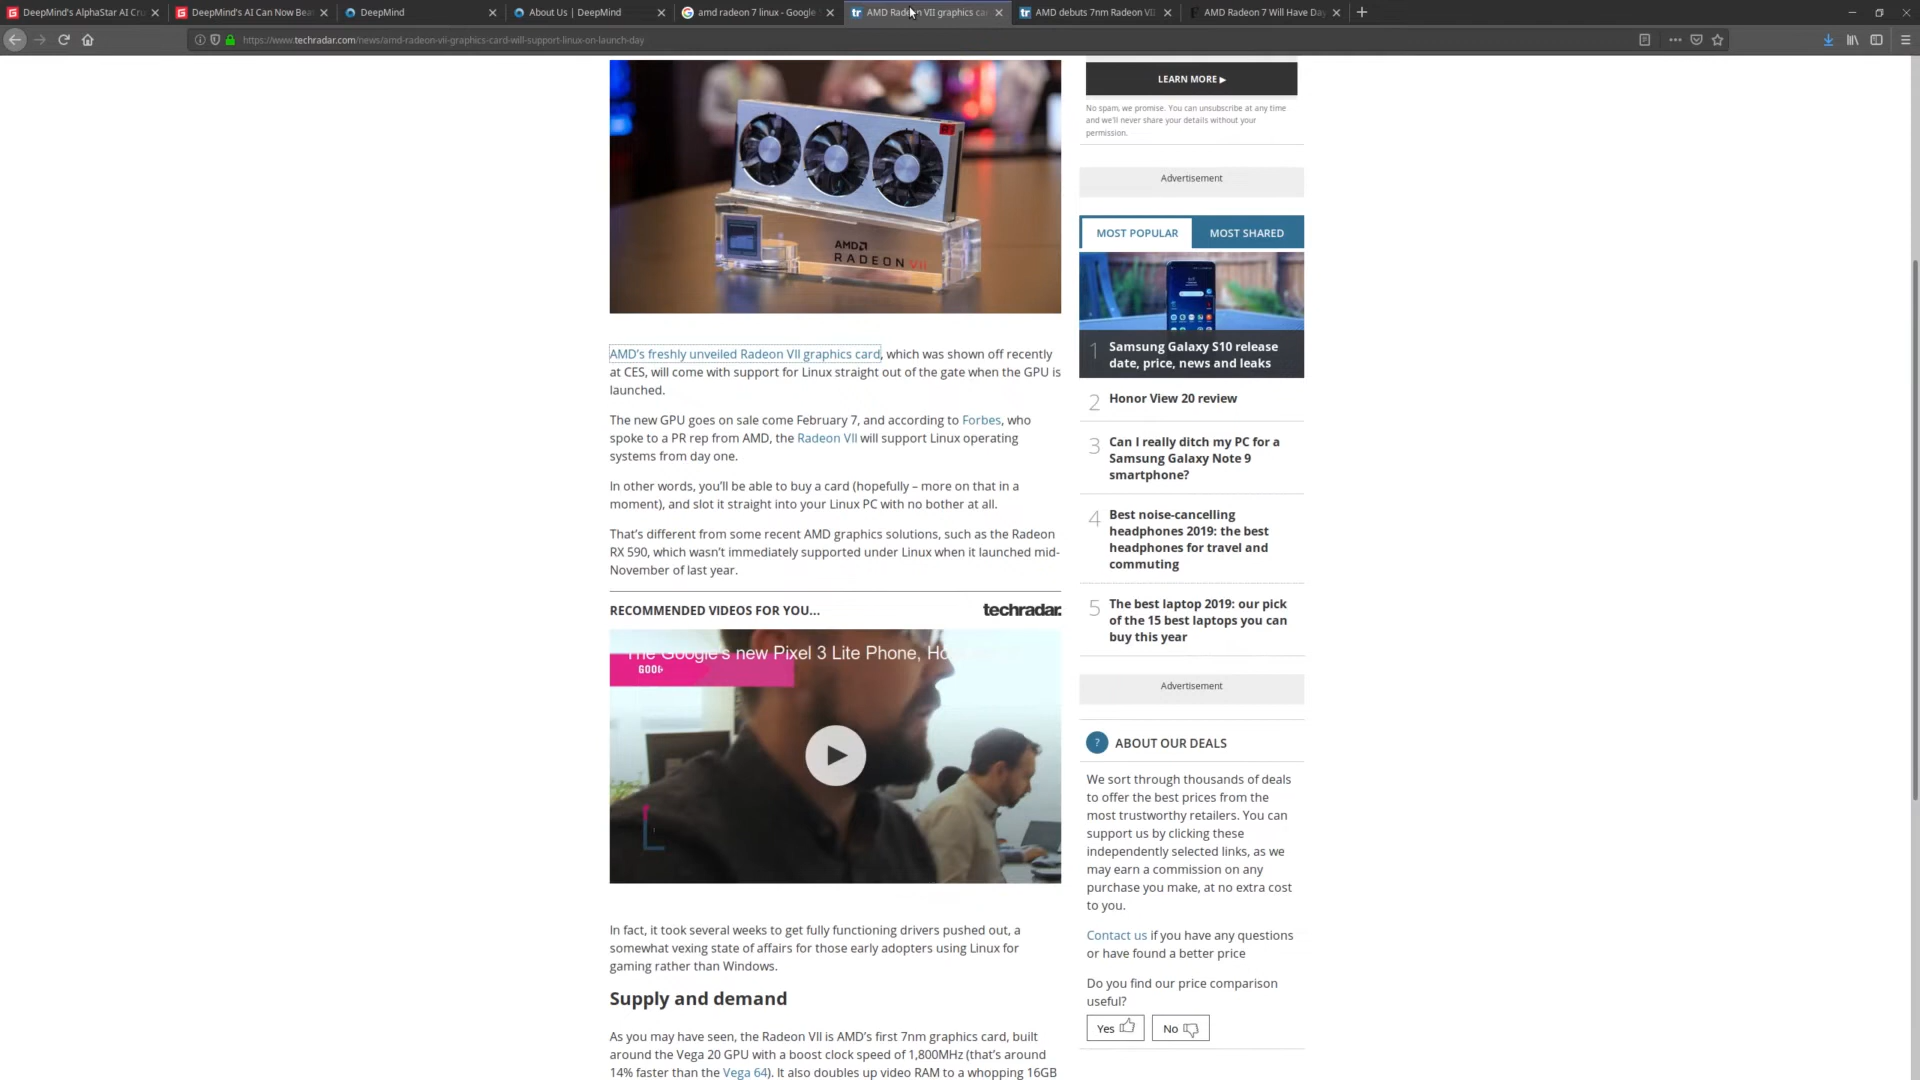 DeepMind's AlphaStar AI Cru
DeepMind's AI Can Now Bea
DeepMind
About Us | DeepMind
amd radeon 7 linux - Google
AMD Radeon VII graphics ca
AMD debuts 7nm Radeon VI
AMD Radeon 7 Will Have Da
https://www.techradar.com/news/amd-radeon-vii-graphics-card-will-support-linux-on-launch-day
AMD
RADEON VII
AMD's freshly unveiled Radeon VII graphics card, which was shown off recently
at CES, will come with support for Linux straight out of the gate when the GPU is
launched.
The new GPU goes on sale come February 7, and according to Forbes, who
spoke to a PR rep from AMD, the Radeon VII will support Linux operating
systems from day one.
In other words, you'll be able to buy a card (hopefully – more on that in a
moment), and slot it straight into your Linux PC with no bother at all.
That's different from some recent AMD graphics solutions, such as the Radeon
RX 590, which wasn't immediately supported under Linux when it launched mid-
November of last year.
RECOMMENDED VIDEOS FOR YOU...
techradar.
The Google's new Pixel 3 Lite Phone, Ho
GOO
In fact, it took several weeks to get fully functioning drivers pushed out, a
somewhat vexing state of affairs for those early adopters using Linux for
gaming rather than Windows.
Supply and demand
As you may have seen, the Radeon VII is AMD's first 7nm graphics card, built
around the Vega 20 GPU with a boost clock speed of 1,800MHz (that's around
14% faster than the Vega 64). It also doubles up video RAM to a whopping 16GB
LEARN MORE ▶
No spam, we promise. You can unsubscribe at any time
and we'll never share your details without your
permission.
Advertisement
MOST POPULAR
MOST SHARED
1 Samsung Galaxy S10 release
date, price, news and leaks
2 Honor View 20 review
3 Can I really ditch my PC for a
Samsung Galaxy Note 9
smartphone?
4 Best noise-cancelling
headphones 2019: the best
headphones for travel and
commuting
5 The best laptop 2019: our pick
of the 15 best laptops you can
buy this year
Advertisement
? ABOUT OUR DEALS
We sort through thousands of deals
to offer the best prices from the
most trustworthy retailers. You can
support us by clicking these
independently selected links, as we
may earn a commission on any
purchase you make, at no extra cost
to you.
Contact us if you have any questions
or have found a better price
Do you find our price comparison
useful?
Yes
No